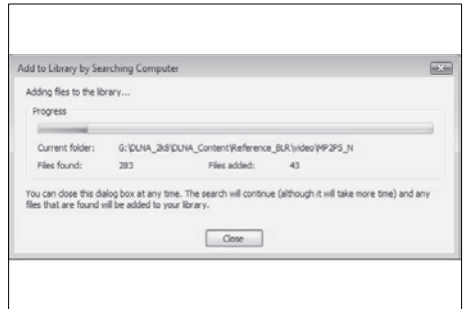 Add to Library by Searching Computer
Adding files to the library...
Progress
Current folder: G:\DLNA_2k8\DLNA_Content\Reference_BLR\video\MP2PS_N
Files found: 283 Files added: 43
You can close this dialog box at any time. The search will continue (although it will take more time) and any
files that are found will be added to your library.
Close